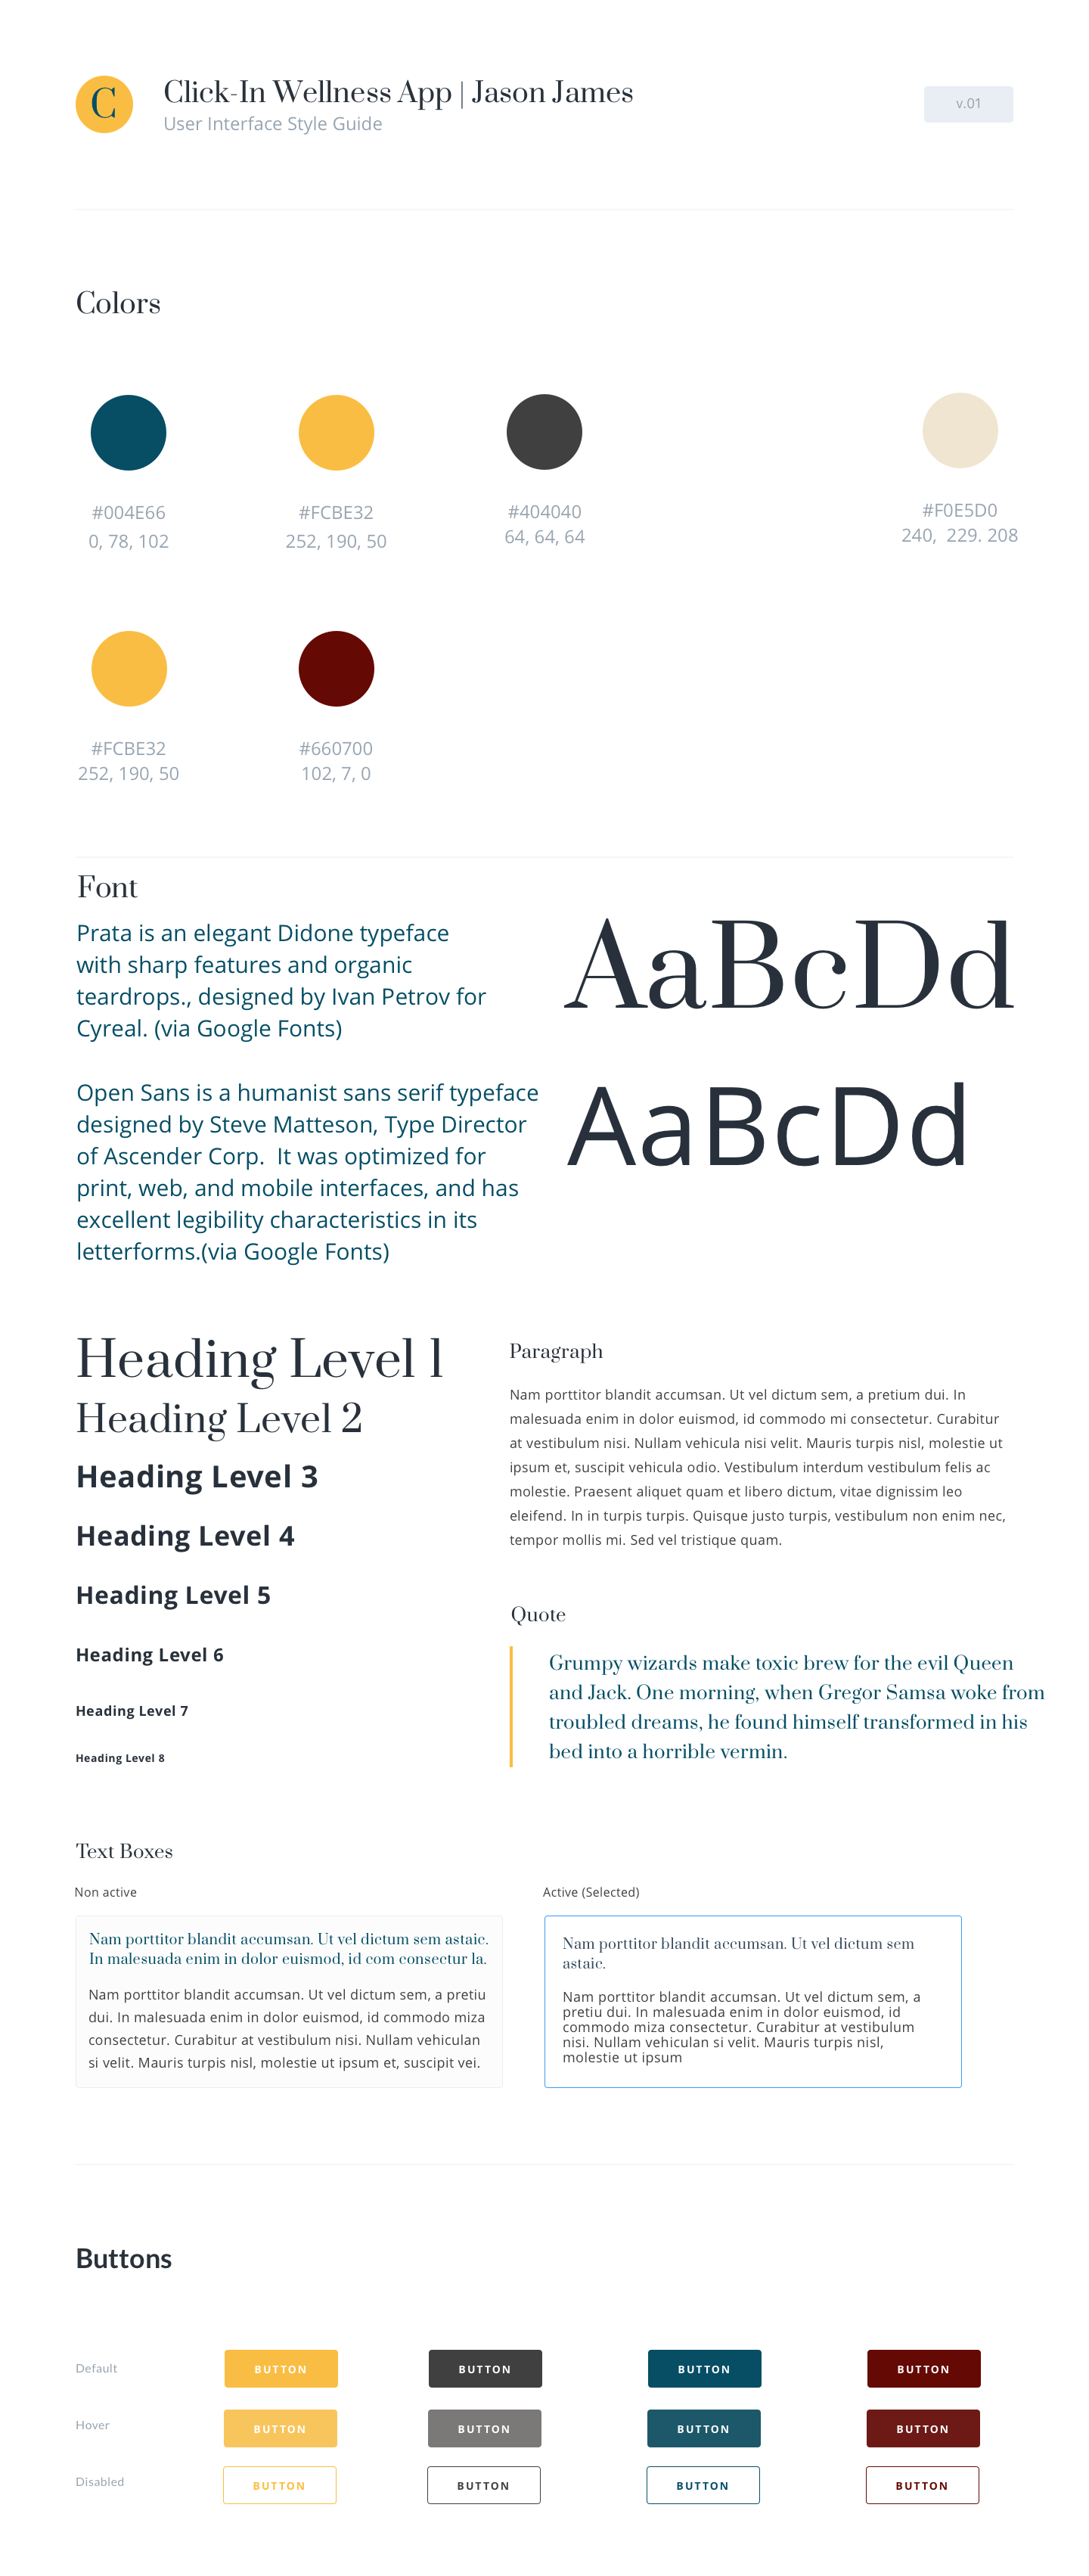 C
Click-In Wellness App | Jason James
User Interface Style Guide
v.01
Colors
#004E66
0, 78, 102
#FCBE32
252, 190, 50
#404040
64, 64, 64
#F0E5D0
240,  229. 208
#FCBE32
252, 190, 50
#660700
102, 7, 0
Font
Prata is an elegant Didone typeface
with sharp features and organic
teardrops., designed by Ivan Petrov for
Cyreal. (via Google Fonts)
AaBcDd
Open Sans is a humanist sans serif typeface
designed by Steve Matteson, Type Director
of Ascender Corp.  It was optimized for
print, web, and mobile interfaces, and has
excellent legibility characteristics in its
letterforms.(via Google Fonts)
AaBcDd
Heading Level 1
Heading Level 2
Heading Level 3
Heading Level 4
Heading Level 5
Heading Level 6
Heading Level 7
Heading Level 8
Paragraph
Nam porttitor blandit accumsan. Ut vel dictum sem, a pretium dui. In
malesuada enim in dolor euismod, id commodo mi consectetur. Curabitur
at vestibulum nisi. Nullam vehicula nisi velit. Mauris turpis nisl, molestie ut
ipsum et, suscipit vehicula odio. Vestibulum interdum vestibulum felis ac
molestie. Praesent aliquet quam et libero dictum, vitae dignissim leo
eleifend. In in turpis turpis. Quisque justo turpis, vestibulum non enim nec,
tempor mollis mi. Sed vel tristique quam.
Quote
Grumpy wizards make toxic brew for the evil Queen
and Jack. One morning, when Gregor Samsa woke from
troubled dreams, he found himself transformed in his
bed into a horrible vermin.
Text Boxes
Non active
Nam porttitor blandit accumsan. Ut vel dictum sem astaic.
In malesuada enim in dolor euismod, id com consectur la.
Nam porttitor blandit accumsan. Ut vel dictum sem, a pretiu
dui. In malesuada enim in dolor euismod, id commodo miza
consectetur. Curabitur at vestibulum nisi. Nullam vehiculan
si velit. Mauris turpis nisl, molestie ut ipsum et, suscipit vei.
Active (Selected)
Nam porttitor blandit accumsan. Ut vel dictum sem
astaic.
Nam porttitor blandit accumsan. Ut vel dictum sem, a
pretiu dui. In malesuada enim in dolor euismod, id
commodo miza consectetur. Curabitur at vestibulum
nisi. Nullam vehiculan si velit. Mauris turpis nisl,
molestie ut ipsum
Buttons
Default
BUTTON
BUTTON
BUTTON
BUTTON
Hover
BUTTON
BUTTON
BUTTON
BUTTON
Disabled
BUTTON
BUTTON
BUTTON
BUTTON